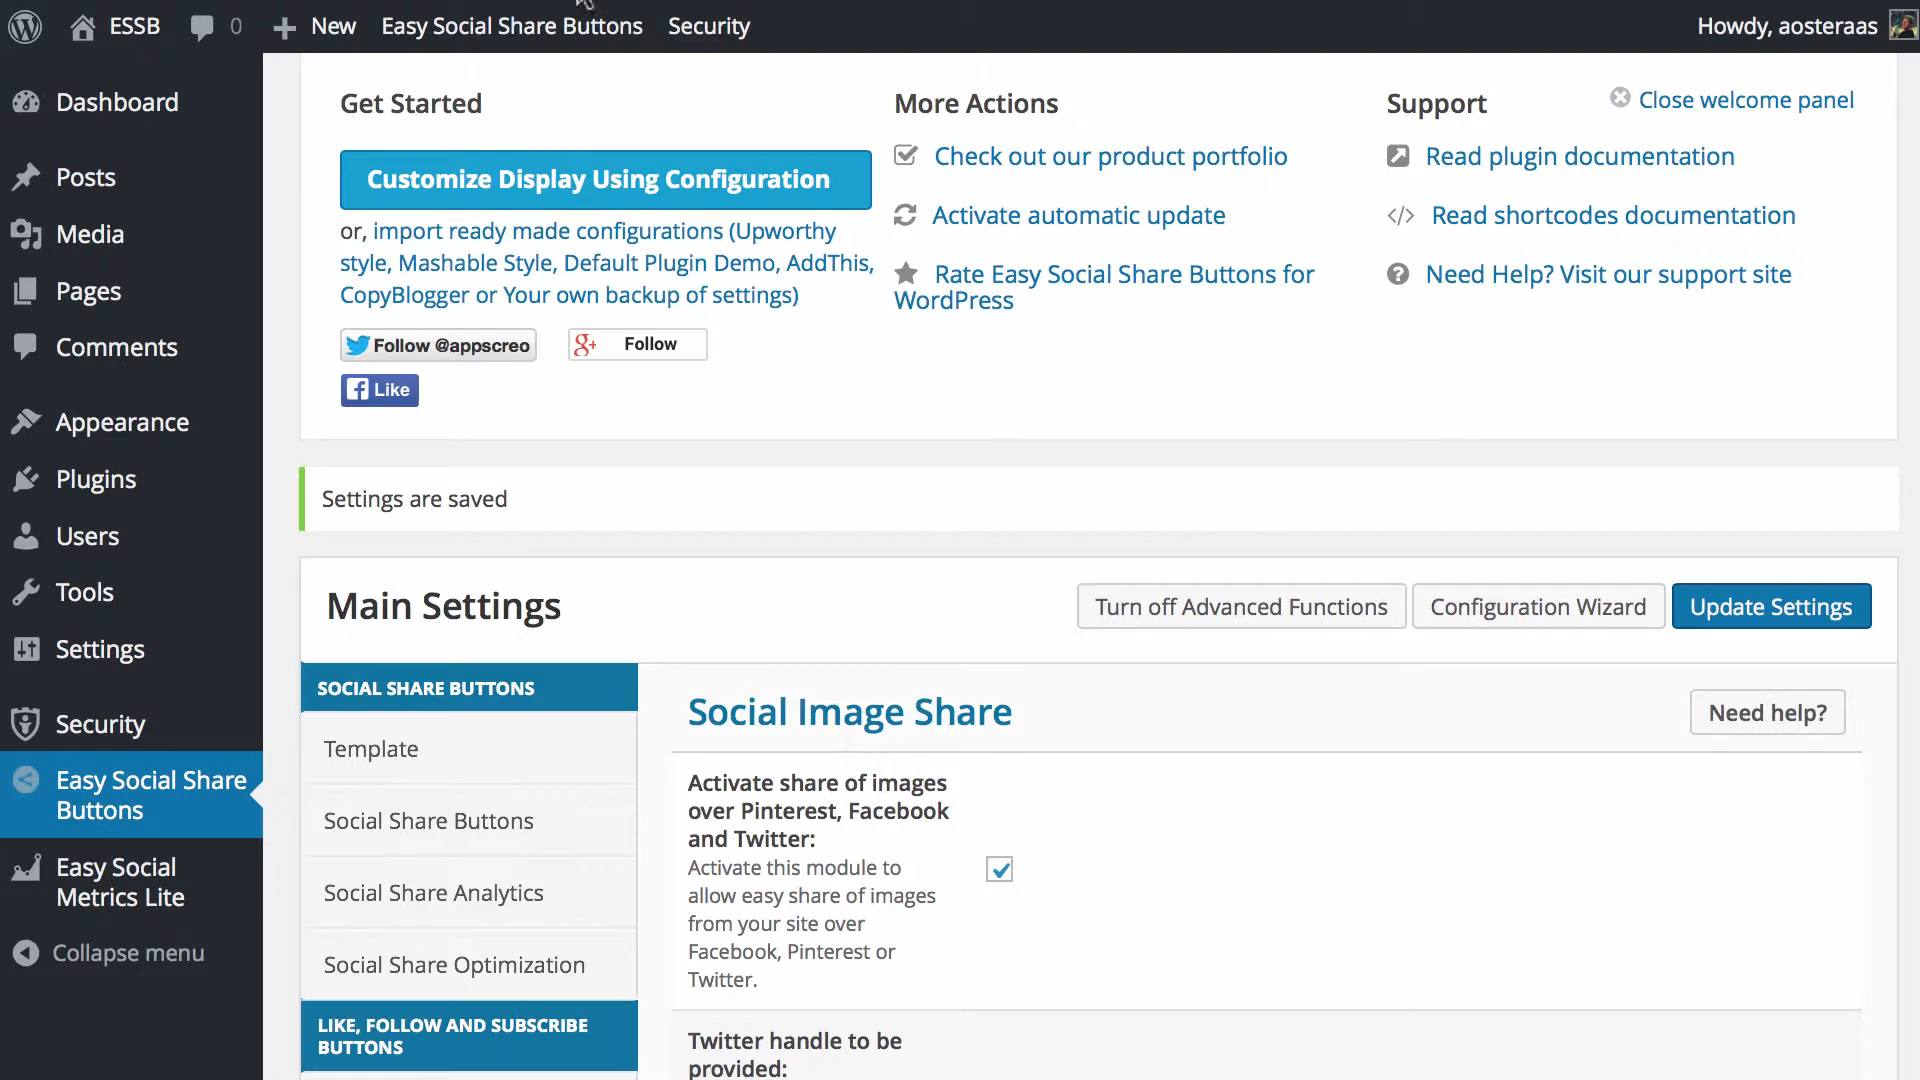 ESSB
0
New
Easy Social Share Buttons
Security
Howdy, aosteraas
Dashboard
Posts
Media
Pages
Comments
Appearance
Plugins
Users
Tools
Settings
Security
Easy Social Share
Buttons
Easy Social
Metrics Lite
Collapse menu
Get Started
Customize Display Using Configuration
or, import ready made configurations (Upworthy
style, Mashable Style, Default Plugin Demo, AddThis,
CopyBlogger or Your own backup of settings)
Follow @appscreo
g+ Follow
Like
More Actions
Check out our product portfolio
Activate automatic update
Rate Easy Social Share Buttons for
WordPress
Support
Close welcome panel
Read plugin documentation
Read shortcodes documentation
Need Help? Visit our support site
Settings are saved
Main Settings
Turn off Advanced Functions
Configuration Wizard
Update Settings
SOCIAL SHARE BUTTONS
Template
Social Share Buttons
Social Share Analytics
Social Share Optimization
LIKE, FOLLOW AND SUBSCRIBE
BUTTONS
Social Image Share
Need help?
Activate share of images
over Pinterest, Facebook
and Twitter:
Activate this module to
allow easy share of images
from your site over
Facebook, Pinterest or
Twitter.
Twitter handle to be
provided: